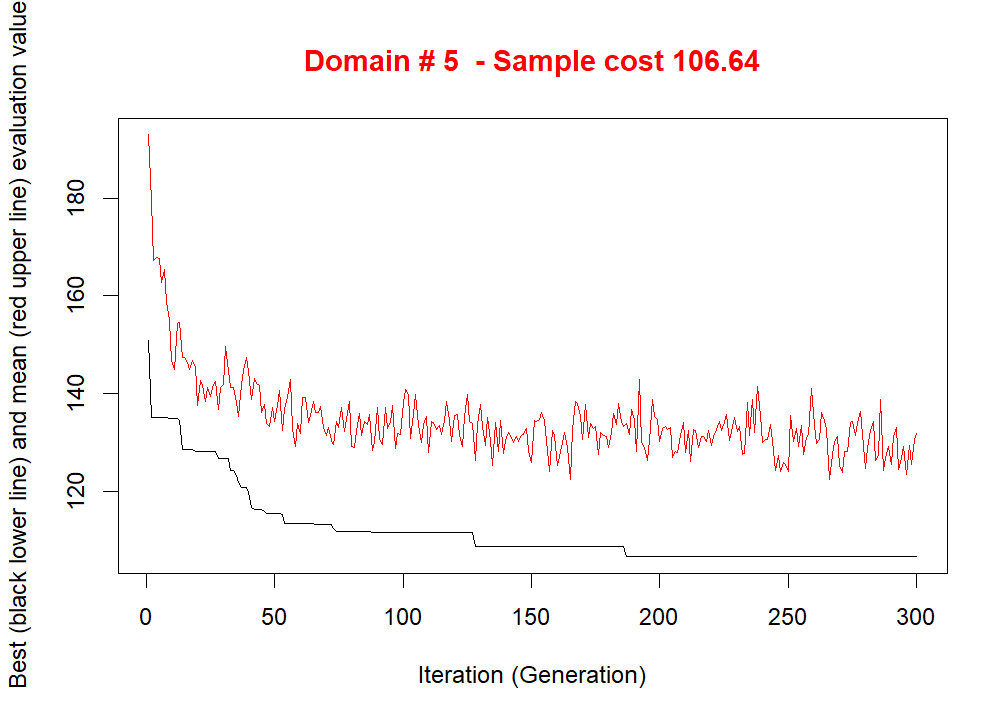 Domain # 5  - Sample cost 106.64
Best (black lower line) and mean (red upper line) evaluation value
180
160
140
120
0 50 100 150 200 250 300
Iteration (Generation)